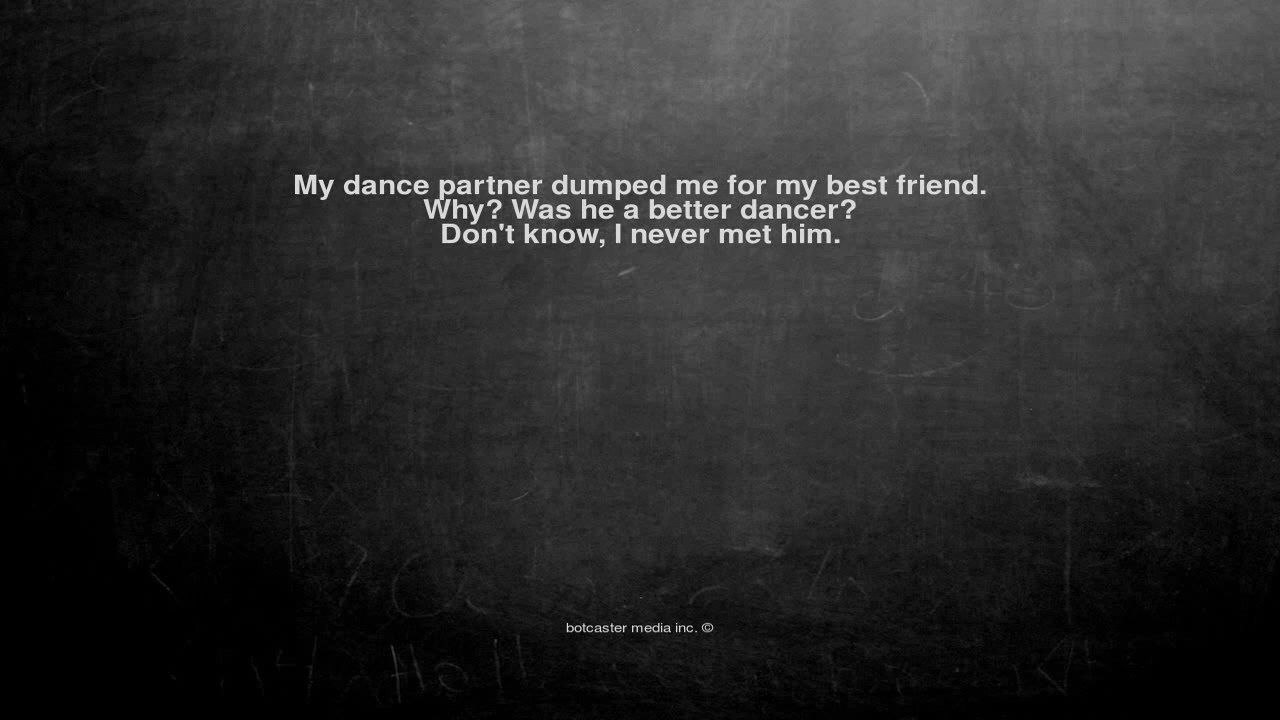 My dance partner dumped me for my best friend.
Why? Was he a better dancer?
Don't know, I never met him.
botcaster media inc. ©